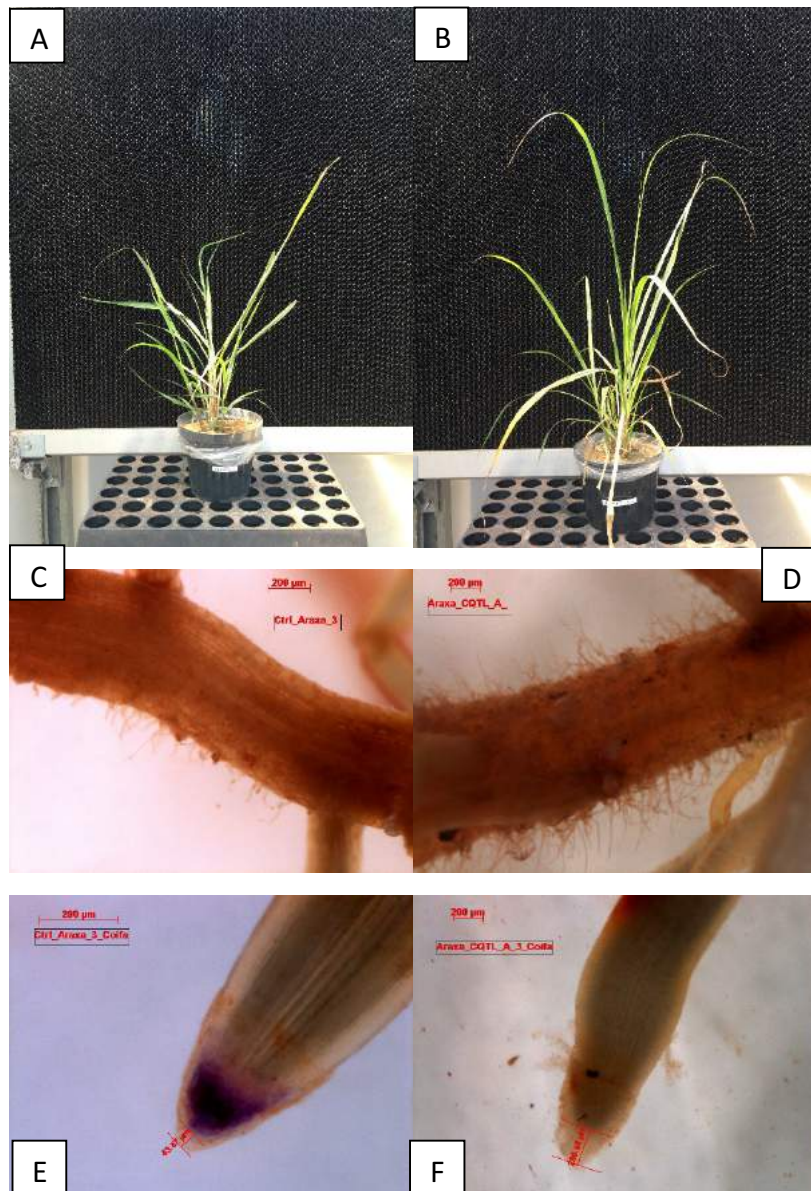 A
B
C
200 µm
Ctrl_Araxa_3
200 µm
Araxa_CQTL_A_
D
200 µm
Ctrl_Araxa_3_Coifa
E
200 µm
Araxa_CQTL_A_3_Coifa
F